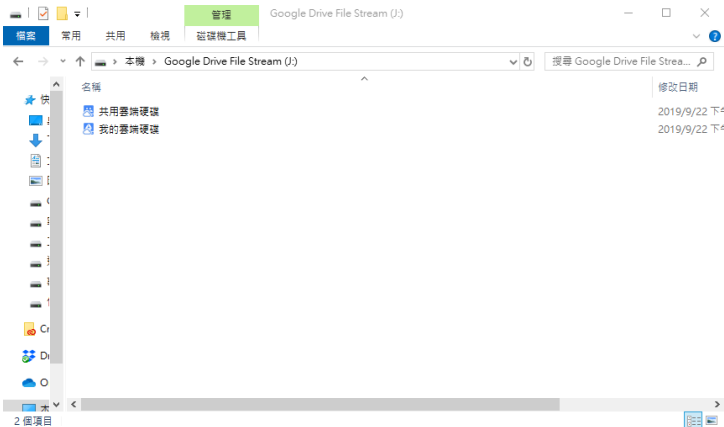 管理
Google Drive File Stream (J:)
檔案
常用
共用
檢視
磁碟機工具
本機 › Google Drive File Stream (J:)
搜尋 Google Drive File Strea...
名稱
修改日期
快
共用雲端硬碟
2019/9/22 下午
我的雲端硬碟
2019/9/22 下午
Cr
O
本
2 個項目